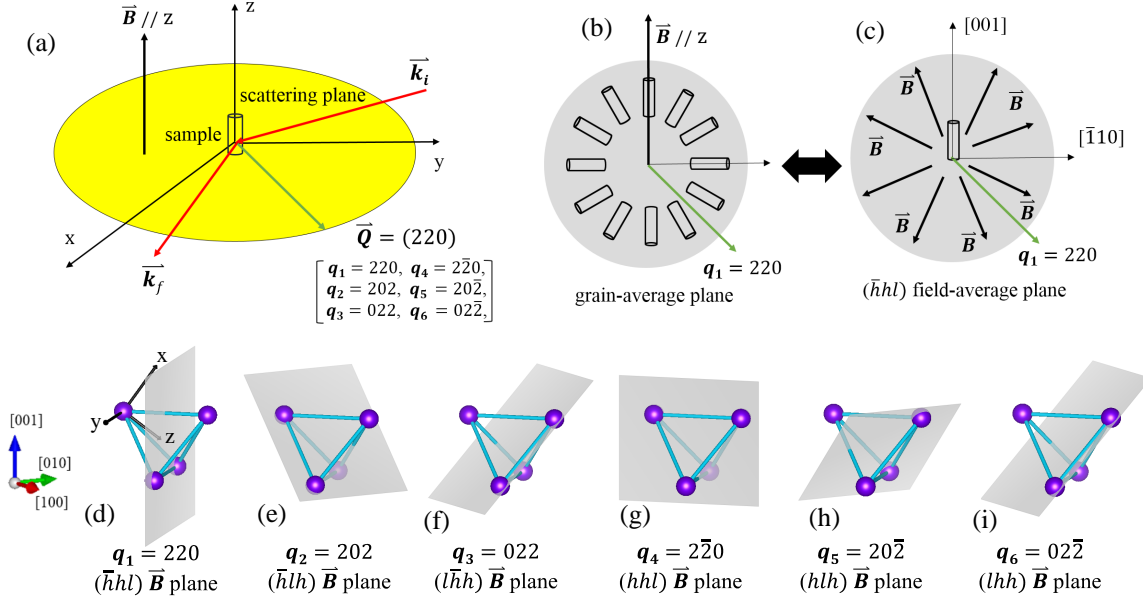 (a)
B⃗ // z
z
k⃗ᵢ
scattering plane
sample
y
x
k⃗_f
Q⃗ = (220)
q₁ = 220, q₄ = 22̄0,
q₂ = 202, q₅ = 202̄,
q₃ = 022, q₆ = 022̄,
(b)
B⃗ // z
q₁ = 220
grain-average plane
(c)
[001]
B⃗
B⃗
B⃗
B⃗
B⃗
B⃗
B⃗
[1̄10]
q₁ = 220
(h̄hl) field-average plane
[001]
[010]
[100]
x
y
z
(d)
q₁ = 220
(h̄hl) B⃗ plane
(e)
q₂ = 202
(h̄lh) B⃗ plane
(f)
q₃ = 022
(lh̄h) B⃗ plane
(g)
q₄ = 22̄0
(hhl) B⃗ plane
(h)
q₅ = 202̄
(hlh) B⃗ plane
(i)
q₆ = 022̄
(lhh) B⃗ plane